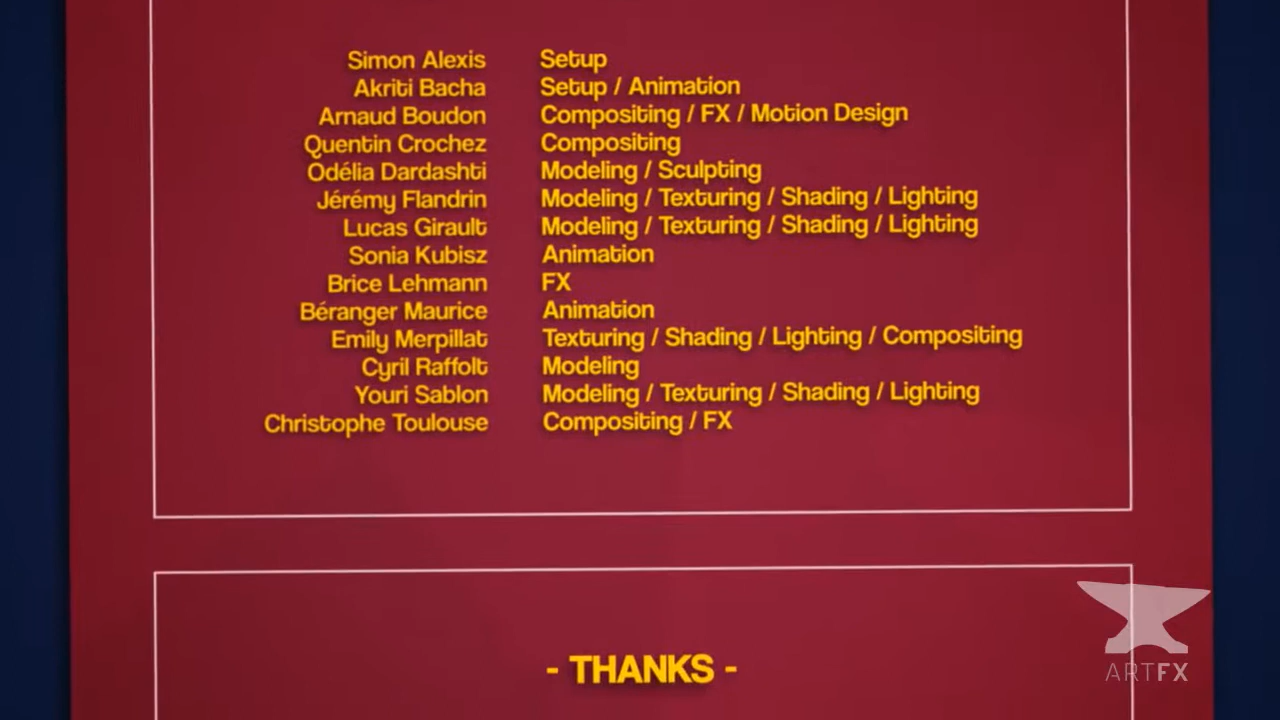 Simon Alexis Setup
Akriti Bacha Setup / Animation
Arnaud Boudon Compositing / FX / Motion Design
Quentin Crochez Compositing
Odélia Dardashti Modeling / Sculpting
Jérémy Flandrin Modeling / Texturing / Shading / Lighting
Lucas Girault Modeling / Texturing / Shading / Lighting
Sonia Kubisz Animation
Brice Lehmann FX
Béranger Maurice Animation
Emily Merpillat Texturing / Shading / Lighting / Compositing
Cyril Raffolt Modeling
Youri Sablon Modeling / Texturing / Shading / Lighting
Christophe Toulouse Compositing / FX
- THANKS -
ARTFX